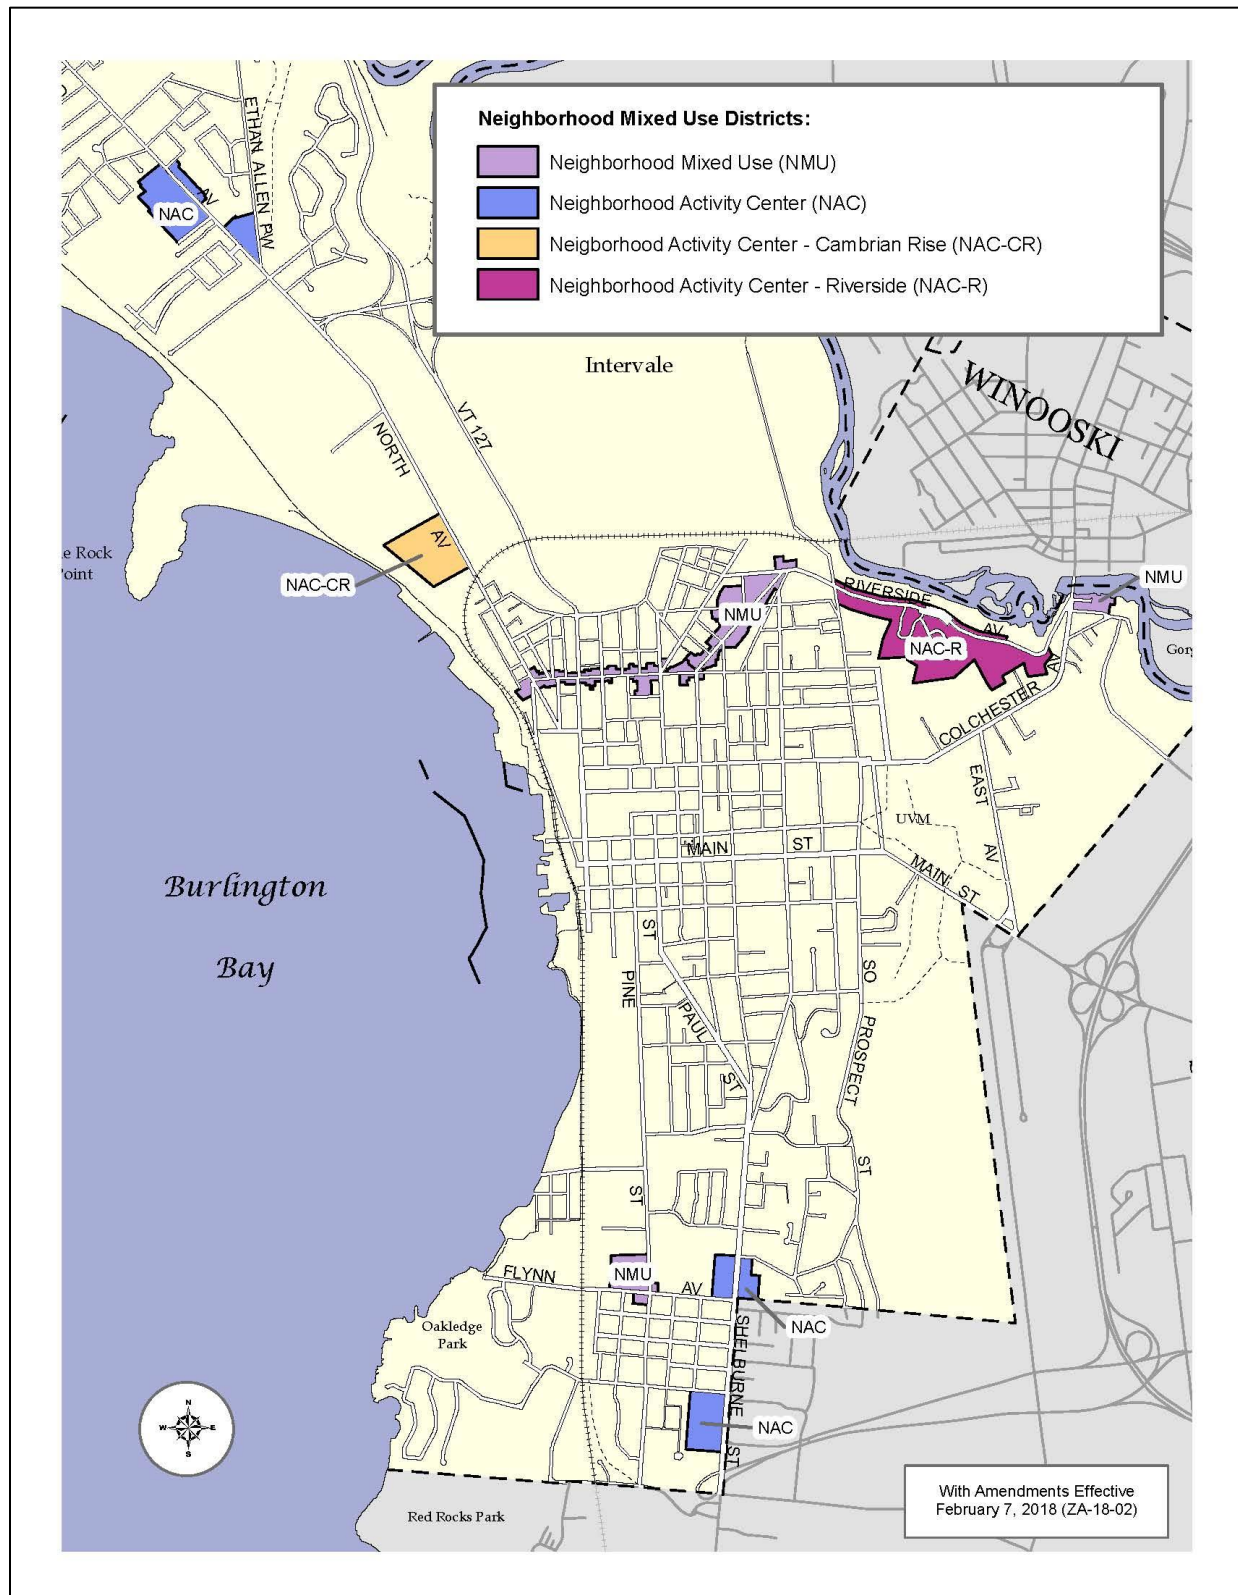 Neighborhood Mixed Use Districts:
Neighborhood Mixed Use (NMU)
Neighborhood Activity Center (NAC)
Neigborhood Activity Center - Cambrian Rise (NAC-CR)
Neighborhood Activity Center - Riverside (NAC-R)
ETHAN ALLEN PW
AV
NAC
Intervale
WINOOSKI
VT 127
NORTH
AV
e Rock
Point
NAC-CR
NMU
RIVERSIDE
AV
NMU
NAC-R
Gor
COLCHESTER
AV
EAST
AV
UVM
MAIN
ST
MAIN
ST
Burlington
Bay
ST
PAUL
ST
PINE
ST
SO
PROSPECT
ST
FLYNN
AV
NMU
NAC
Oakledge
Park
SHELBURNE
ST
NAC
N
W
E
S
Red Rocks Park
With Amendments Effective
February 7, 2018 (ZA-18-02)